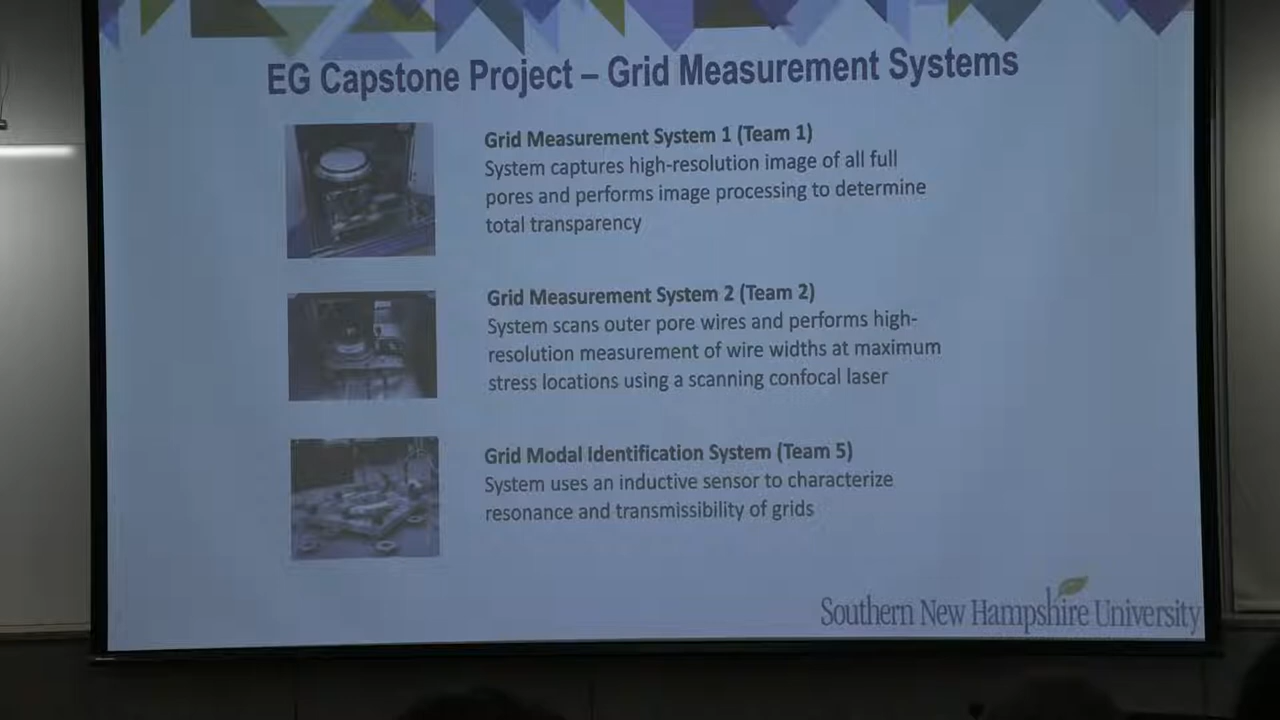 EG Capstone Project – Grid Measurement Systems
Grid Measurement System 1 (Team 1)
System captures high-resolution image of all full
pores and performs image processing to determine
total transparency
Grid Measurement System 2 (Team 2)
System scans outer pore wires and performs high-
resolution measurement of wire widths at maximum
stress locations using a scanning confocal laser
Grid Modal Identification System (Team 5)
System uses an inductive sensor to characterize
resonance and transmissibility of grids
Southern New Hampshire University